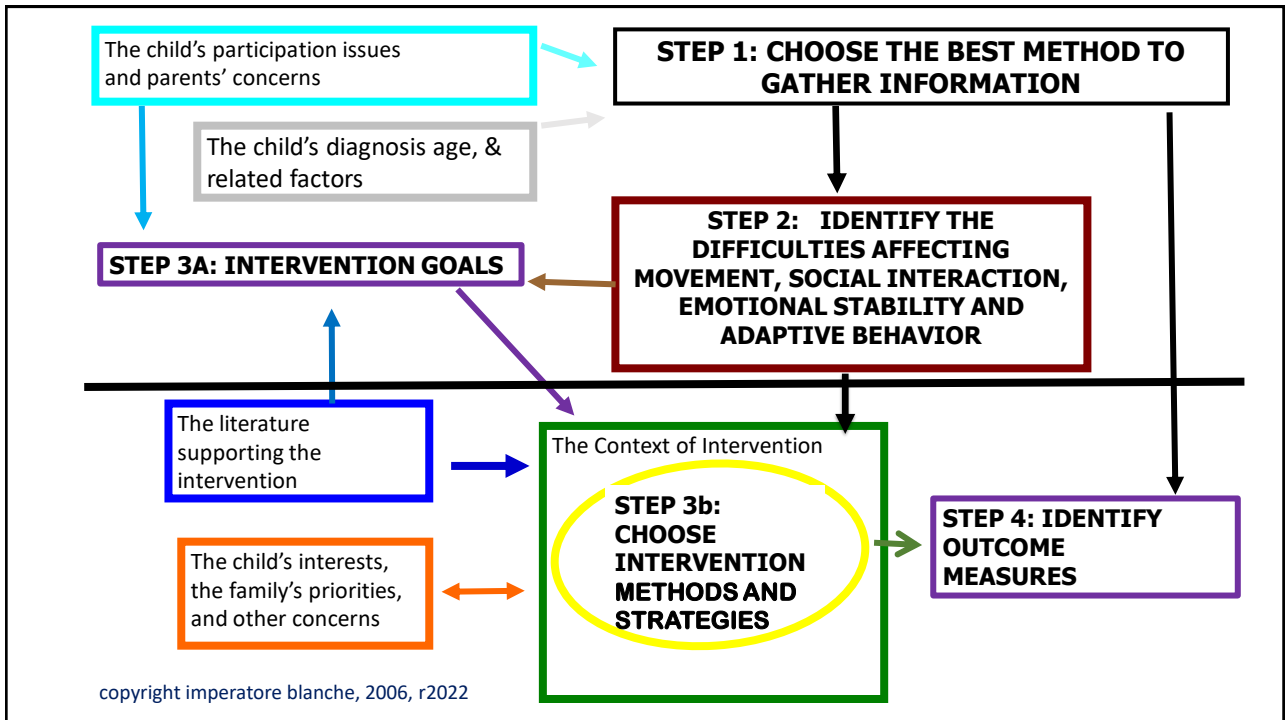 The child’s participation issues
and parents’ concerns
STEP 1: CHOOSE THE BEST METHOD TO
GATHER INFORMATION
The child’s diagnosis age, &
related factors
STEP 2: IDENTIFY THE
DIFFICULTIES AFFECTING
MOVEMENT, SOCIAL INTERACTION,
EMOTIONAL STABILITY AND
ADAPTIVE BEHAVIOR
STEP 3A: INTERVENTION GOALS
The literature
supporting the
intervention
The Context of Intervention
STEP 3b:
CHOOSE
INTERVENTION
METHODS AND
STRATEGIES
STEP 4: IDENTIFY
OUTCOME
MEASURES
The child’s interests,
the family’s priorities,
and other concerns
copyright imperatore blanche, 2006, r2022